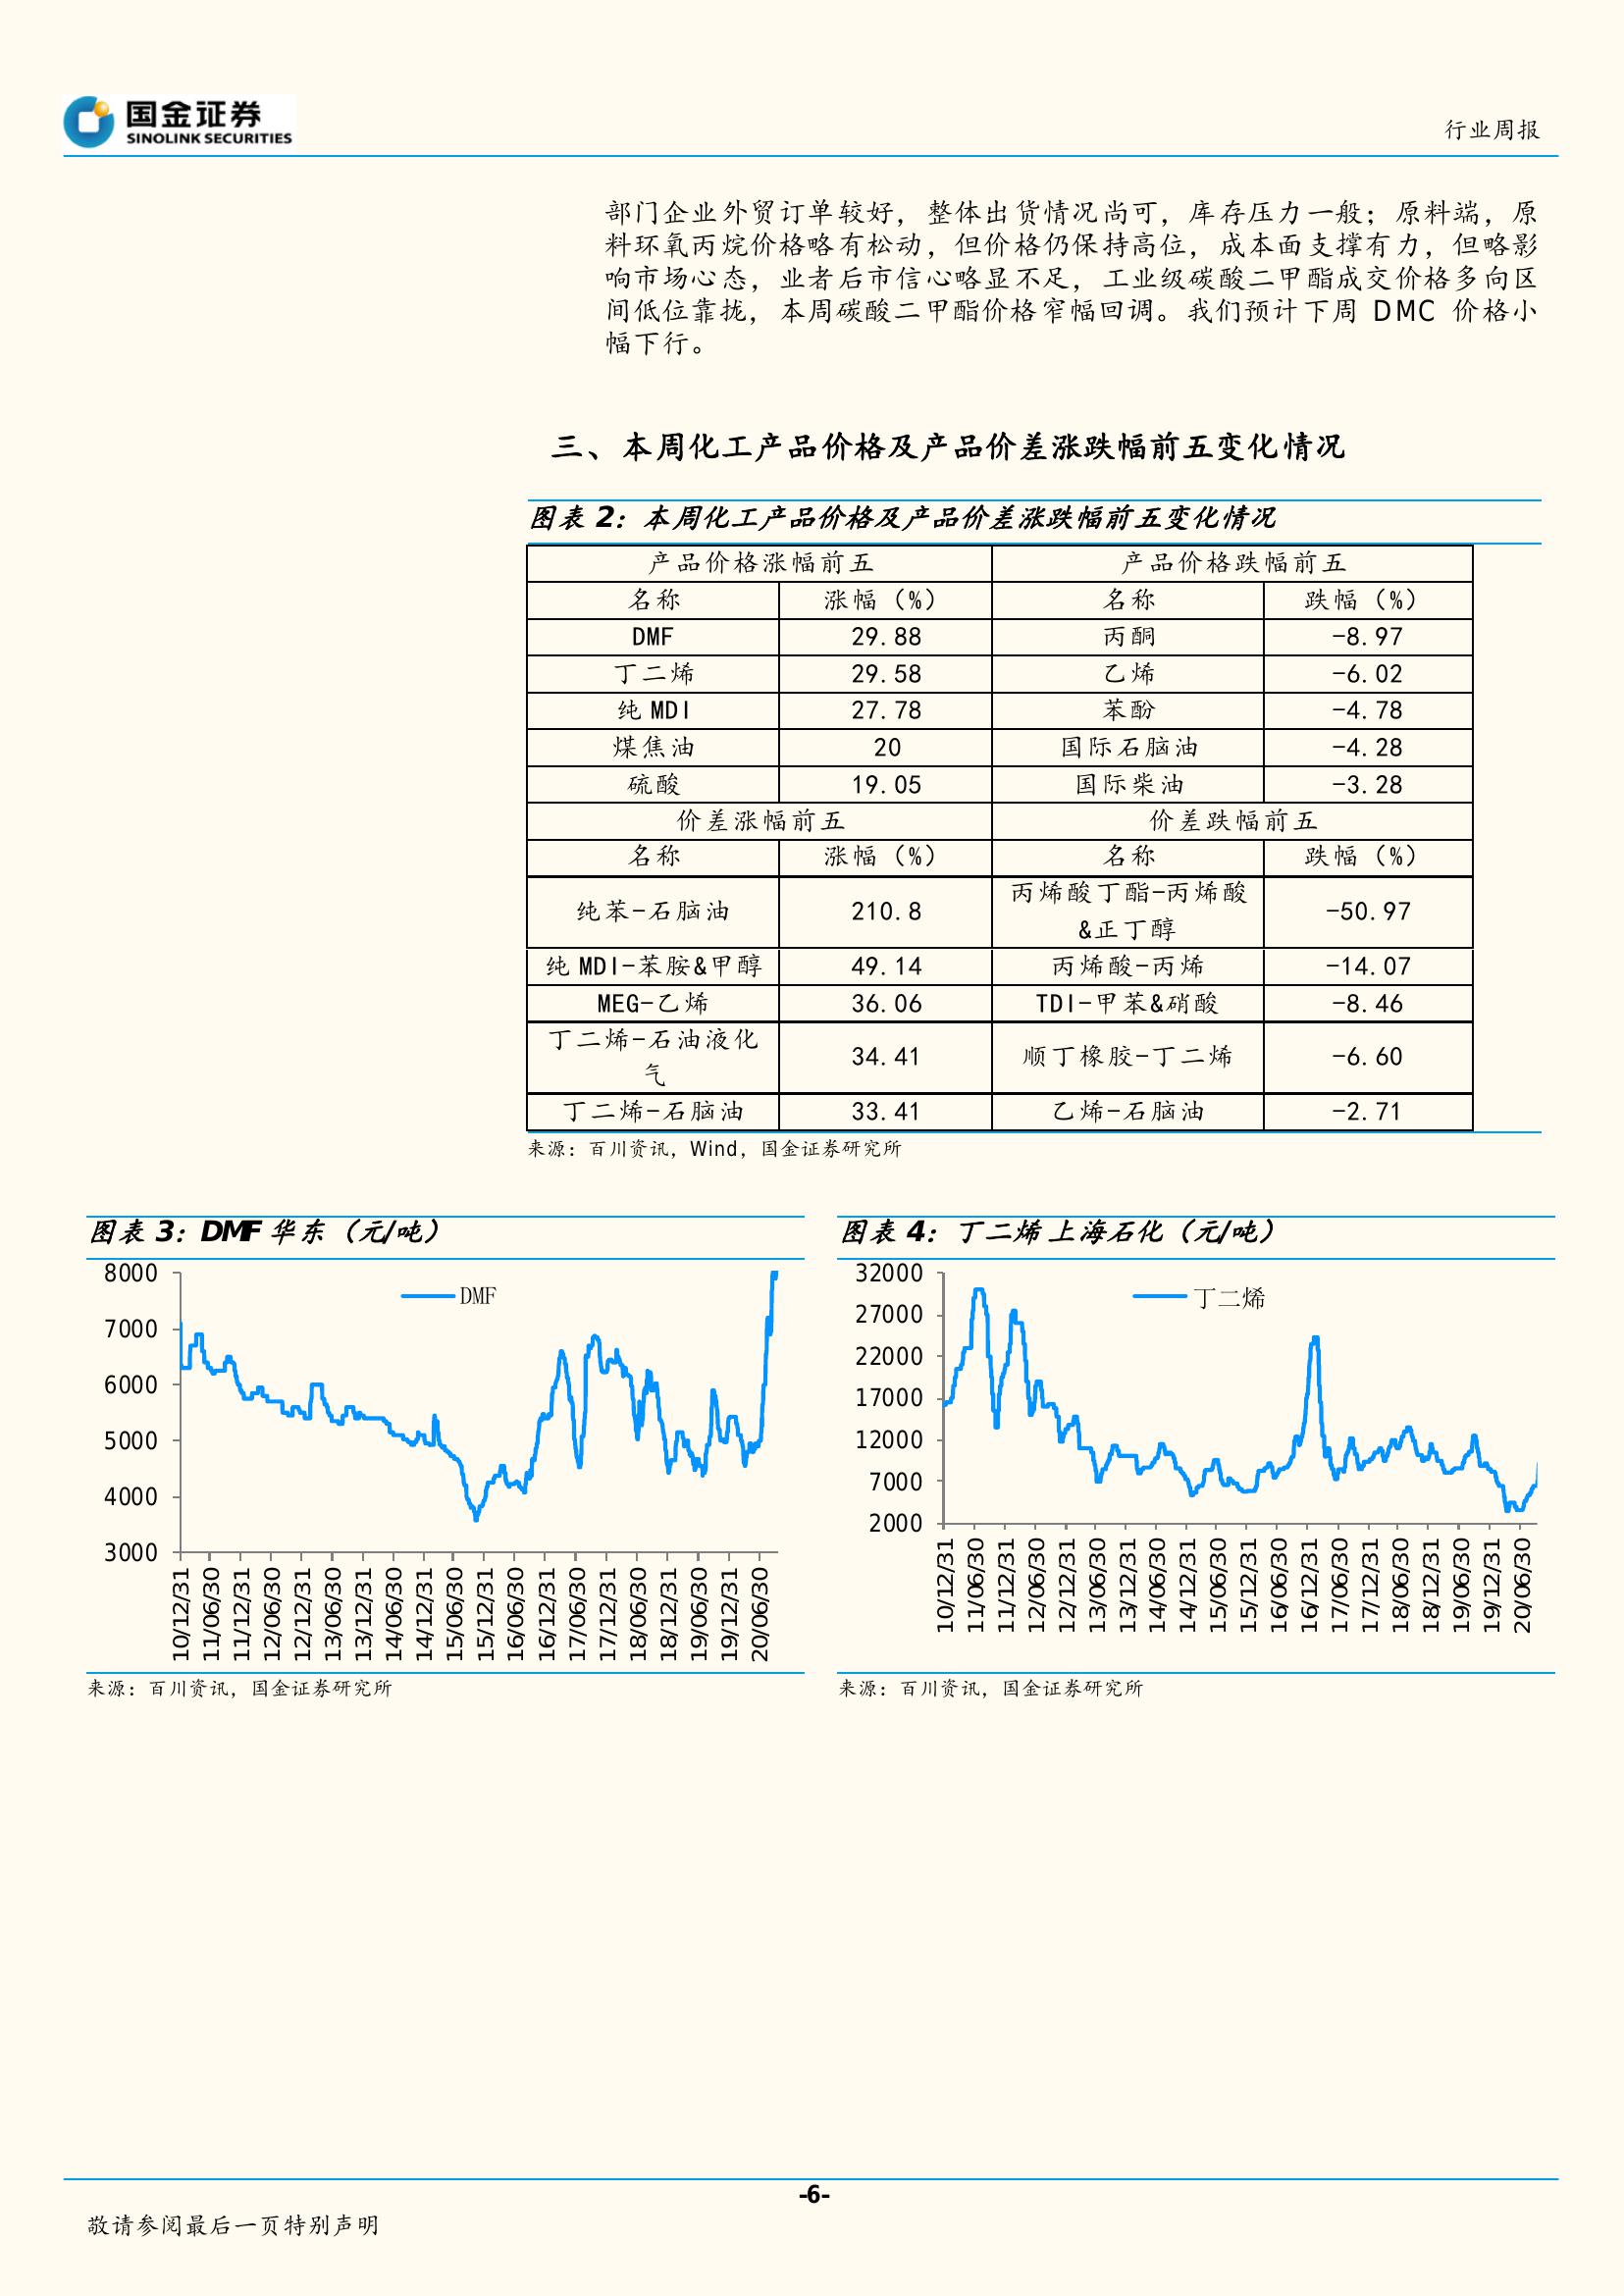 国金证券
SINOLINK SECURITIES
行业周报
部门企业外贸订单较好，整体出货情况尚可，库存压力一般；原料端，原
料环氧丙烷价格略有松动，但价格仍保持高位，成本面支撑有力，但略影
响市场心态，业者后市信心略显不足，工业级碳酸二甲酯成交价格多向区
间低位靠拢，本周碳酸二甲酯价格窄幅回调。我们预计下周 DMC 价格小
幅下行。
三、本周化工产品价格及产品价差涨跌幅前五变化情况
图表 2：本周化工产品价格及产品价差涨跌幅前五变化情况
产品价格涨幅前五 产品价格跌幅前五
名称 涨幅（%） 名称 跌幅（%）
DMF 29.88 丙酮 -8.97
丁二烯 29.58 乙烯 -6.02
纯 MDI 27.78 苯酚 -4.78
煤焦油 20 国际石脑油 -4.28
硫酸 19.05 国际柴油 -3.28
价差涨幅前五 价差跌幅前五
名称 涨幅（%） 名称 跌幅（%）
纯苯-石脑油 210.8 丙烯酸丁酯-丙烯酸
&正丁醇 -50.97
纯 MDI-苯胺&甲醇 49.14 丙烯酸-丙烯 -14.07
MEG-乙烯 36.06 TDI-甲苯&硝酸 -8.46
丁二烯-石油液化
气 34.41 顺丁橡胶-丁二烯 -6.60
丁二烯-石脑油 33.41 乙烯-石脑油 -2.71
来源：百川资讯，Wind，国金证券研究所
图表 3：DMF 华东（元/吨）
8000
7000
6000
5000
4000
3000
DMF
10/12/31
11/06/30
11/12/31
12/06/30
12/12/31
13/06/30
13/12/31
14/06/30
14/12/31
15/06/30
15/12/31
16/06/30
16/12/31
17/06/30
17/12/31
18/06/30
18/12/31
19/06/30
19/12/31
20/06/30
来源：百川资讯，国金证券研究所
图表 4：丁二烯 上海石化（元/吨）
32000
27000
22000
17000
12000
7000
2000
丁二烯
10/12/31
11/06/30
11/12/31
12/06/30
12/12/31
13/06/30
13/12/31
14/06/30
14/12/31
15/06/30
15/12/31
16/06/30
16/12/31
17/06/30
17/12/31
18/06/30
18/12/31
19/06/30
19/12/31
20/06/30
来源：百川资讯，国金证券研究所
-6-
敬请参阅最后一页特别声明